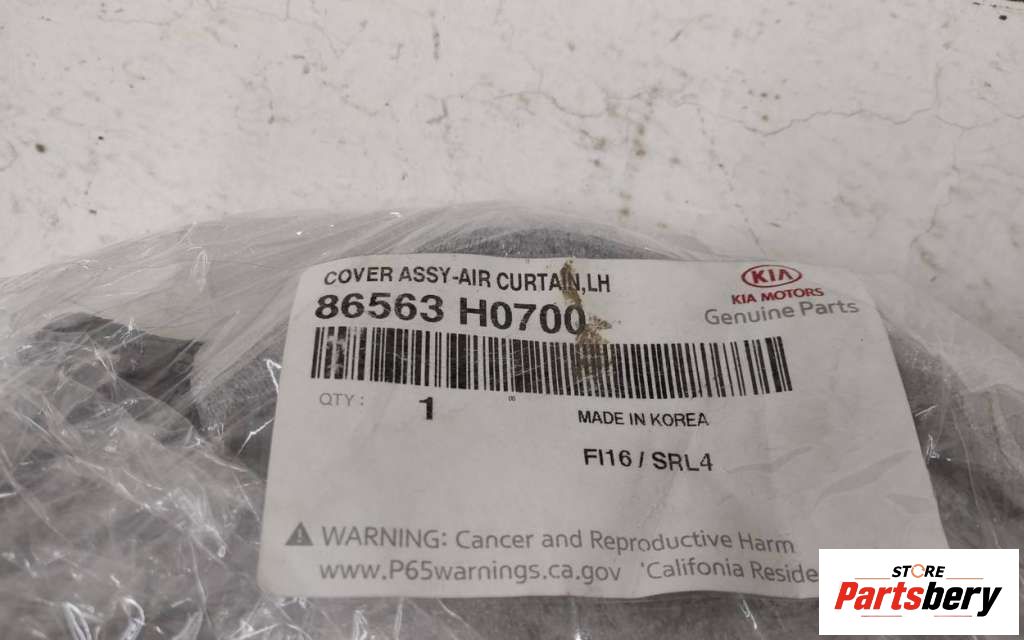 COVER ASSY-AIR CURTAIN,LH
86563 H0700
KIA
KIA MOTORS
Genuine Parts
QTY : 1
MADE IN KOREA
FI16 / SRL4
WARNING: Cancer and Reproductive Harm
www.P65warnings.ca.gov 'Califonia Reside
STORE
Partsbery